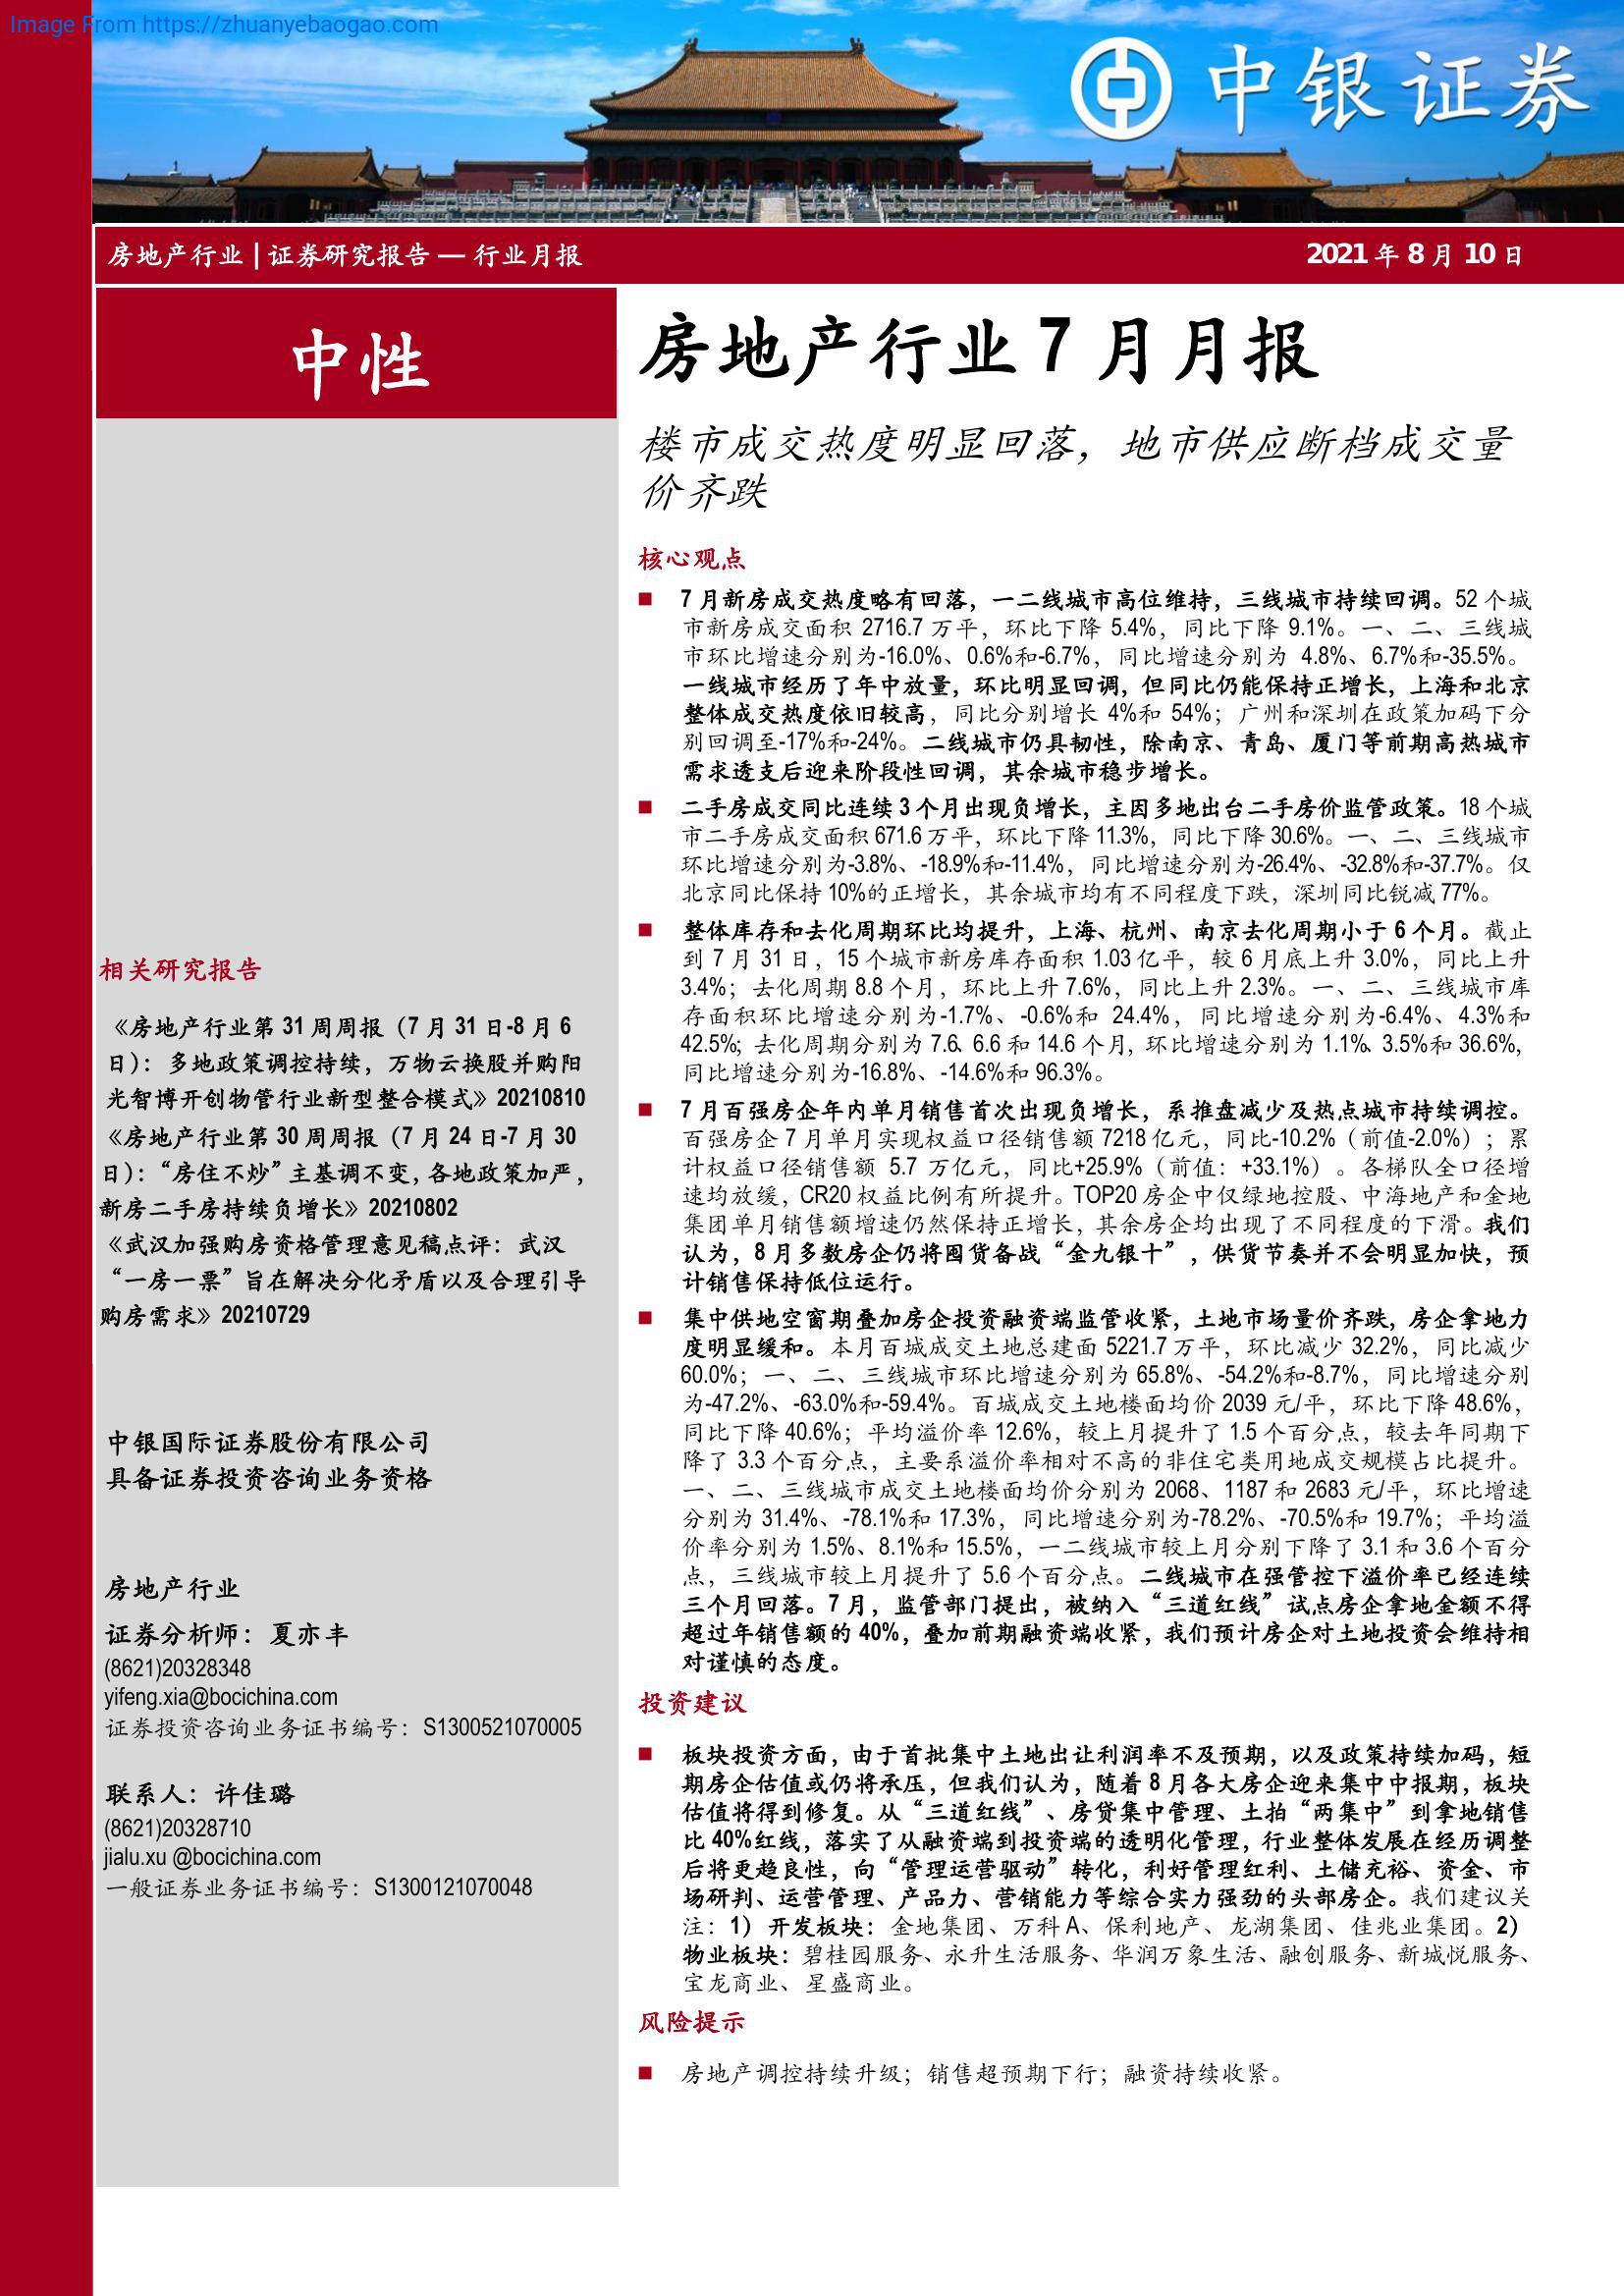 Image From https://zhuanyebaogao.com
中银证券
房地产行业 | 证券研究报告 — 行业月报
2021 年 8 月 10 日
中性
相关研究报告
《房地产行业第 31 周周报（7 月 31 日-8 月 6
日）：多地政策调控持续，万物云换股并购阳
光智博开创物管行业新型整合模式》20210810
《房地产行业第 30 周周报（7 月 24 日-7 月 30
日）：“房住不炒”主基调不变，各地政策加严，
新房二手房持续负增长》20210802
《武汉加强购房资格管理意见稿点评：武汉
“一房一票”旨在解决分化矛盾以及合理引导
购房需求》20210729
中银国际证券股份有限公司
具备证券投资咨询业务资格
房地产行业
证券分析师：夏亦丰
(8621)20328348
yifeng.xia@bocichina.com
证券投资咨询业务证书编号：S1300521070005
联系人：许佳璐
(8621)20328710
jialu.xu @bocichina.com
一般证券业务证书编号：S1300121070048
房地产行业 7 月月报
楼市成交热度明显回落，地市供应断档成交量
价齐跌
核心观点
■ 7 月新房成交热度略有回落，一二线城市高位维持，三线城市持续回调。52 个城
市新房成交面积 2716.7 万平，环比下降 5.4%，同比下降 9.1%。一、二、三线城
市环比增速分别为-16.0%、0.6%和-6.7%，同比增速分别为 4.8%、6.7%和-35.5%。
一线城市经历了年中放量，环比明显回调，但同比仍能保持正增长，上海和北京
整体成交热度依旧较高，同比分别增长 4%和 54%；广州和深圳在政策加码下分
别回调至-17%和-24%。二线城市仍具韧性，除南京、青岛、厦门等前期高热城市
需求透支后迎来阶段性回调，其余城市稳步增长。
■ 二手房成交同比连续 3 个月出现负增长，主因多地出台二手房价监管政策。18 个城
市二手房成交面积 671.6 万平，环比下降 11.3%，同比下降 30.6%。一、二、三线城市
环比增速分别为-3.8%、-18.9%和-11.4%，同比增速分别为-26.4%、-32.8%和-37.7%。仅
北京同比保持 10%的正增长，其余城市均有不同程度下跌，深圳同比锐减 77%。
■ 整体库存和去化周期环比均提升，上海、杭州、南京去化周期小于 6 个月。截止
到 7 月 31 日，15 个城市新房库存面积 1.03 亿平，较 6 月底上升 3.0%，同比上升
3.4%；去化周期 8.8 个月，环比上升 7.6%，同比上升 2.3%。一、二、三线城市库
存面积环比增速分别为-1.7%、-0.6%和 24.4%，同比增速分别为-6.4%、4.3%和
42.5%；去化周期分别为 7.6、6.6 和 14.6 个月，环比增速分别为 1.1%、3.5%和 36.6%，
同比增速分别为-16.8%、-14.6%和 96.3%。
■ 7 月百强房企年内单月销售首次出现负增长，系推盘减少及热点城市持续调控。
百强房企 7 月单月实现权益口径销售额 7218 亿元，同比-10.2%（前值-2.0%）；累
计权益口径销售额 5.7 万亿元，同比+25.9%（前值：+33.1%）。各梯队全口径增
速均放缓，CR20 权益比例有所提升。TOP20 房企中仅绿地控股、中海地产和金地
集团单月销售额增速仍然保持正增长，其余房企均出现了不同程度的下滑。我们
认为，8 月多数房企仍将囤货备战“金九银十”，供货节奏并不会明显加快，预
计销售保持低位运行。
■ 集中供地空窗期叠加房企投资融资端监管收紧，土地市场量价齐跌，房企拿地力
度明显缓和。本月百城成交土地总建面 5221.7 万平，环比减少 32.2%，同比减少
60.0%；一、二、三线城市环比增速分别为 65.8%、-54.2%和-8.7%，同比增速分别
为-47.2%、-63.0%和-59.4%。百城成交土地楼面均价 2039 元/平，环比下降 48.6%，
同比下降 40.6%；平均溢价率 12.6%，较上月提升了 1.5 个百分点，较去年同期下
降了 3.3 个百分点，主要系溢价率相对不高的非住宅类用地成交规模占比提升。
一、二、三线城市成交土地楼面均价分别为 2068、1187 和 2683 元/平，环比增速
分别为 31.4%、-78.1%和 17.3%，同比增速分别为-78.2%、-70.5%和 19.7%；平均溢
价率分别为 1.5%、8.1%和 15.5%，一二线城市较上月分别下降了 3.1 和 3.6 个百分
点，三线城市较上月提升了 5.6 个百分点。二线城市在强管控下溢价率已经连续
三个月回落。7 月，监管部门提出，被纳入“三道红线”试点房企拿地金额不得
超过年销售额的 40%，叠加前期融资端收紧，我们预计房企对土地投资会维持相
对谨慎的态度。
投资建议
■ 板块投资方面，由于首批集中土地出让利润率不及预期，以及政策持续加码，短
期房企估值或仍将承压，但我们认为，随着 8 月各大房企迎来集中中报期，板块
估值将得到修复。从“三道红线”、房贷集中管理、土拍“两集中”到拿地销售
比 40%红线，落实了从融资端到投资端的透明化管理，行业整体发展在经历调整
后将更趋良性，向“管理运营驱动”转化，利好管理红利、土储充裕、资金、市
场研判、运营管理、产品力、营销能力等综合实力强劲的头部房企。我们建议关
注：1）开发板块：金地集团、万科 A、保利地产、龙湖集团、佳兆业集团。2）
物业板块：碧桂园服务、永升生活服务、华润万象生活、融创服务、新城悦服务、
宝龙商业、星盛商业。
风险提示
■ 房地产调控持续升级；销售超预期下行；融资持续收紧。